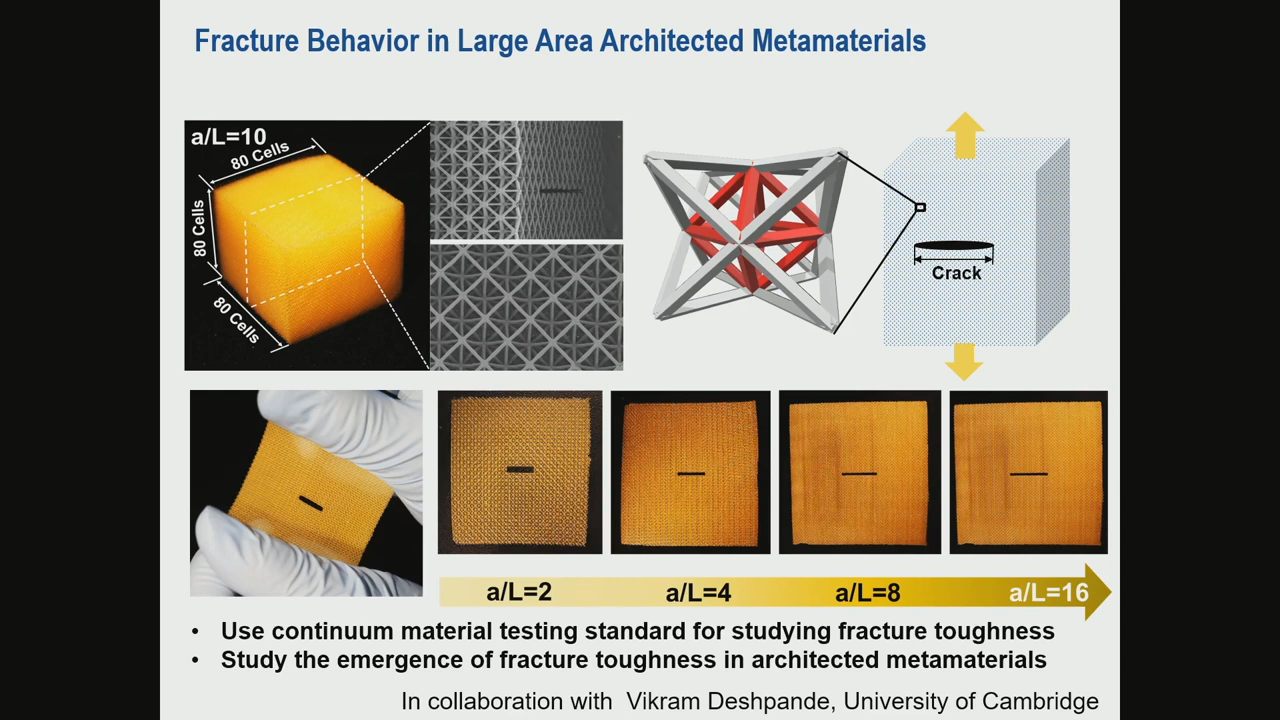 Fracture Behavior in Large Area Architected Metamaterials
a/L=10
80 Cells
80 Cells
80 Cells
Crack
a/L=2
a/L=4
a/L=8
a/L=16
• Use continuum material testing standard for studying fracture toughness
• Study the emergence of fracture toughness in architected metamaterials
In collaboration with Vikram Deshpande, University of Cambridge